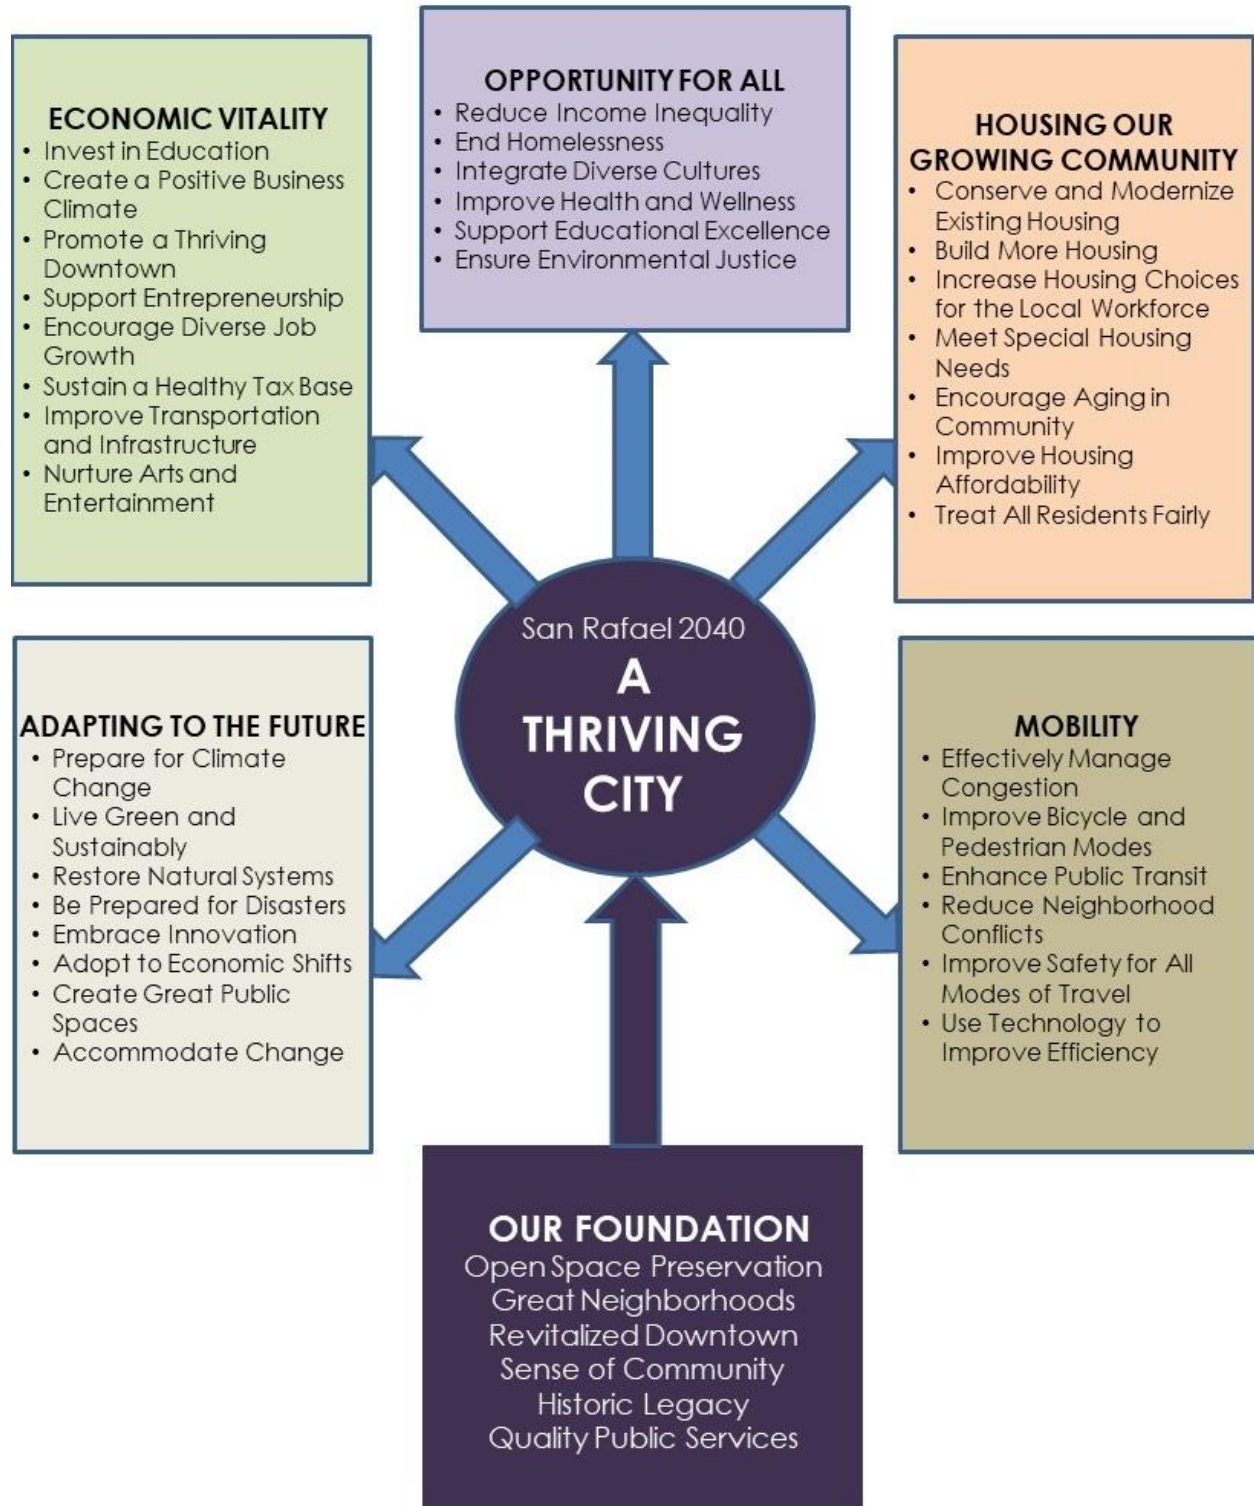 ECONOMIC VITALITY
• Invest in Education
• Create a Positive Business
Climate
• Promote a Thriving
Downtown
• Support Entrepreneurship
• Encourage Diverse Job
Growth
• Sustain a Healthy Tax Base
• Improve Transportation
and Infrastructure
• Nurture Arts and
Entertainment
OPPORTUNITY FOR ALL
• Reduce Income Inequality
• End Homelessness
• Integrate Diverse Cultures
• Improve Health and Wellness
• Support Educational Excellence
• Ensure Environmental Justice
HOUSING OUR
GROWING COMMUNITY
• Conserve and Modernize
Existing Housing
• Build More Housing
• Increase Housing Choices
for the Local Workforce
• Meet Special Housing
Needs
• Encourage Aging in
Community
• Improve Housing
Affordability
• Treat All Residents Fairly
San Rafael 2040
A
THRIVING
CITY
ADAPTING TO THE FUTURE
• Prepare for Climate
Change
• Live Green and
Sustainably
• Restore Natural Systems
• Be Prepared for Disasters
• Embrace Innovation
• Adopt to Economic Shifts
• Create Great Public
Spaces
• Accommodate Change
MOBILITY
• Effectively Manage
Congestion
• Improve Bicycle and
Pedestrian Modes
• Enhance Public Transit
• Reduce Neighborhood
Conflicts
• Improve Safety for All
Modes of Travel
• Use Technology to
Improve Efficiency
OUR FOUNDATION
Open Space Preservation
Great Neighborhoods
Revitalized Downtown
Sense of Community
Historic Legacy
Quality Public Services